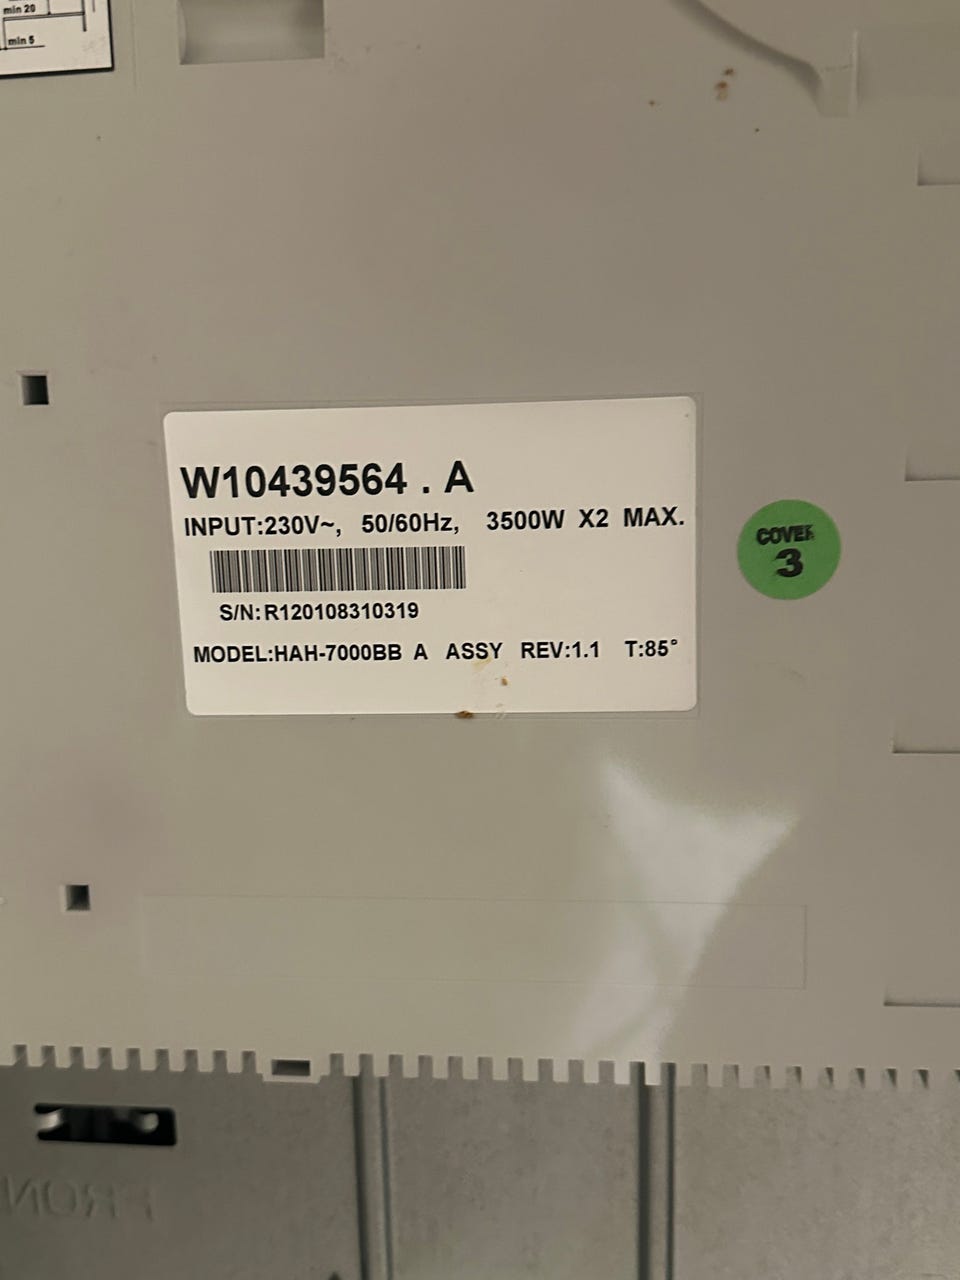 min 20
min 5
W10439564 . A
INPUT:230V~, 50/60Hz, 3500W X2 MAX.
S/N:R120108310319
MODEL:HAH-7000BB A ASSY REV:1.1 T:85°
COVER
3